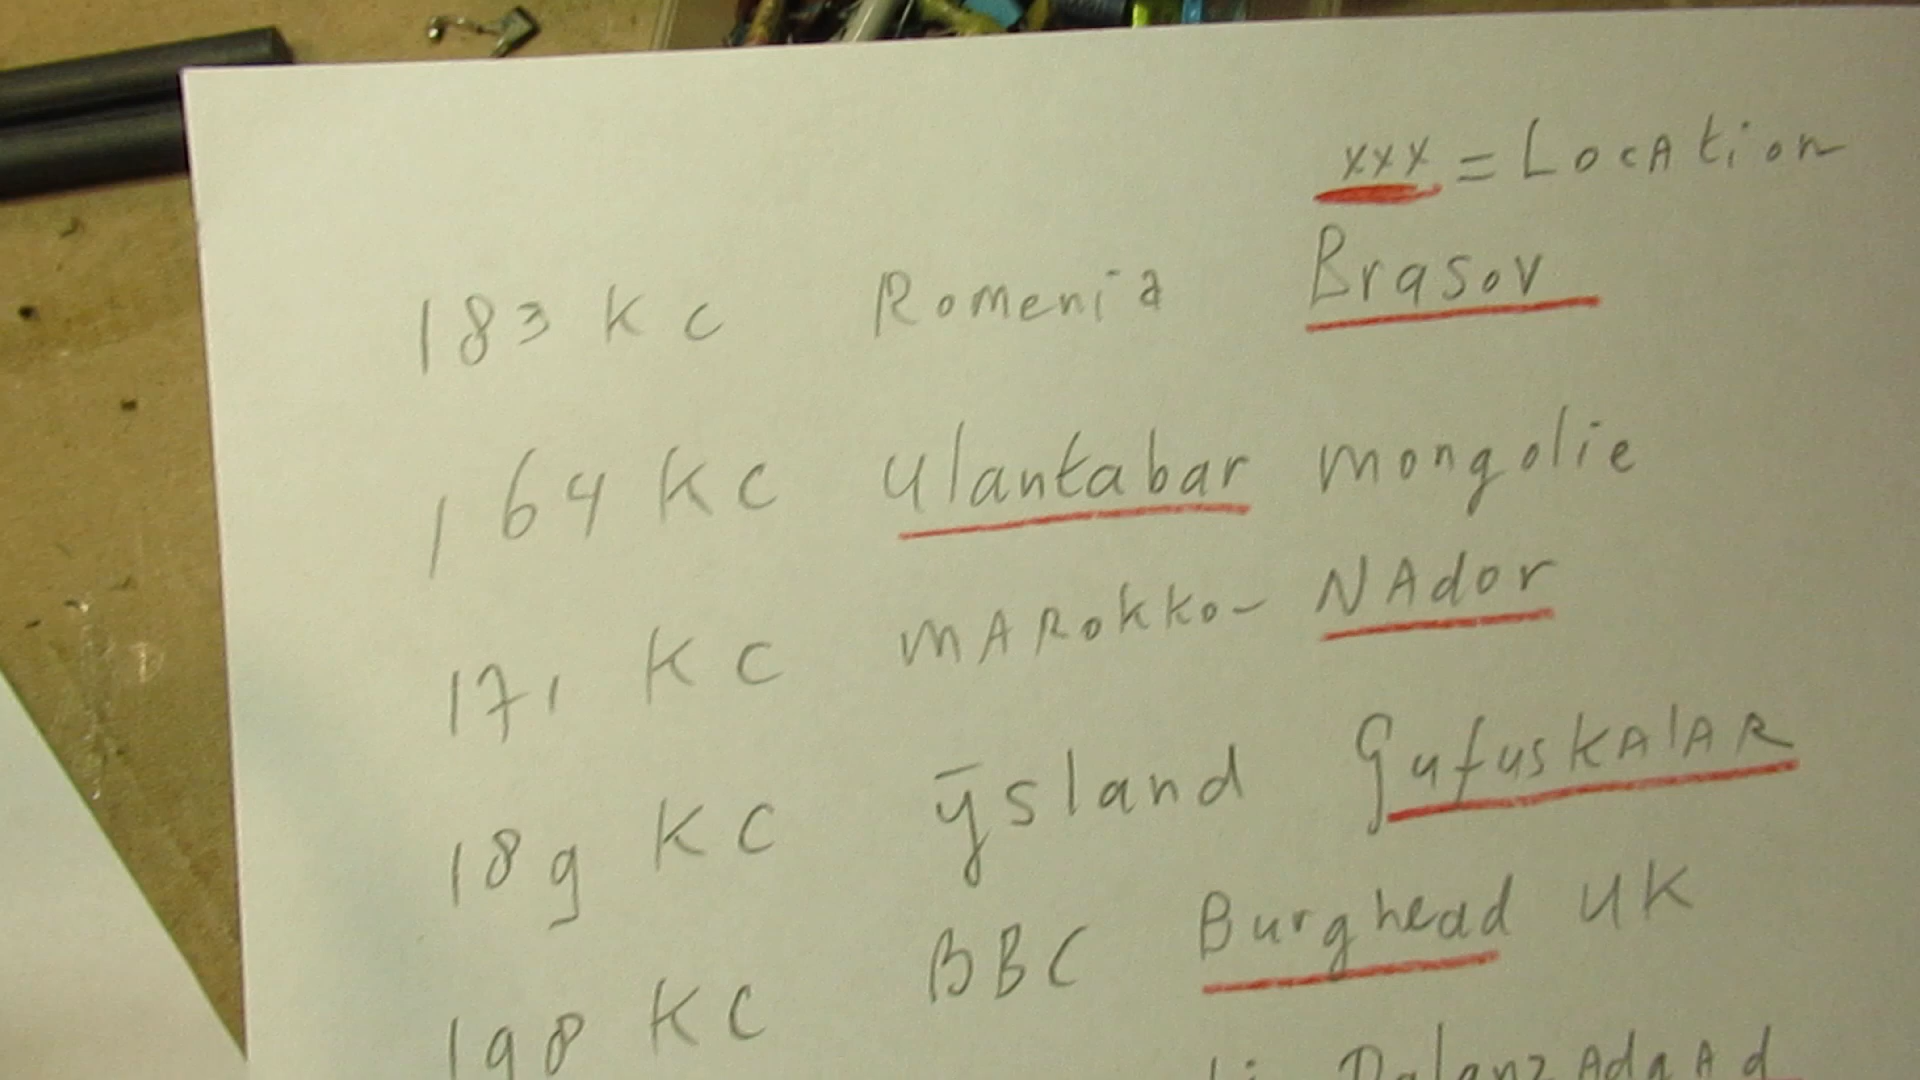 xxx = Location
183 KC Romenia Brasov
164 KC Ulantabar mongolie
171 KC MARokko- NAdor
189 KC ÿsland GufusKAlAR
198 KC BBC Burghead UK
DalanzAdgAd